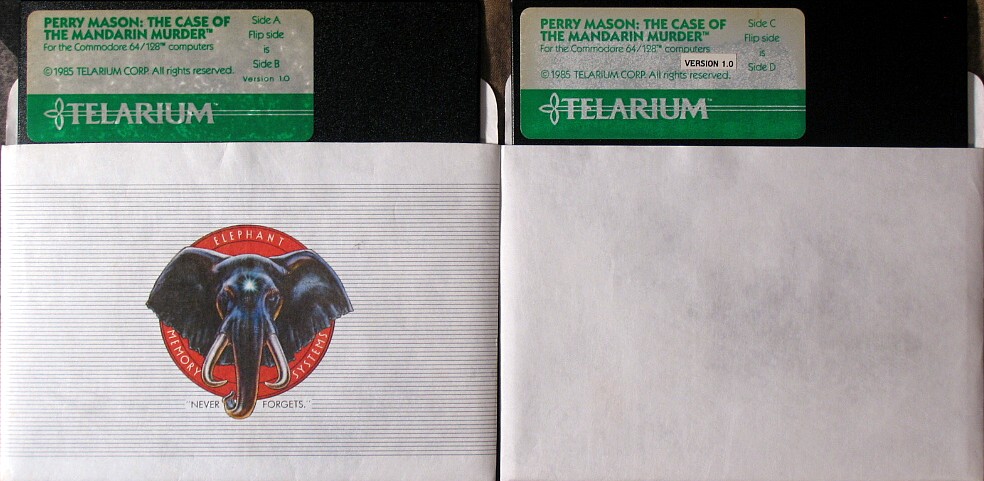 PERRY MASON: THE CASE OF
THE MANDARIN MURDER™
For the Commodore 64/128™ computers
©1985 TELARIUM CORP. All rights reserved.
Side A
Flip side
is
Side B
Version 1.0
TELARIUM™
PERRY MASON: THE CASE OF
THE MANDARIN MURDER™
For the Commodore 64/128™ computers
©1985 TELARIUM CORP. All rights reserved.
Side C
Flip side
is
Side D
VERSION 1.0
TELARIUM™
ELEPHANT
MEMORY SYSTEMS
"NEVER FORGETS."